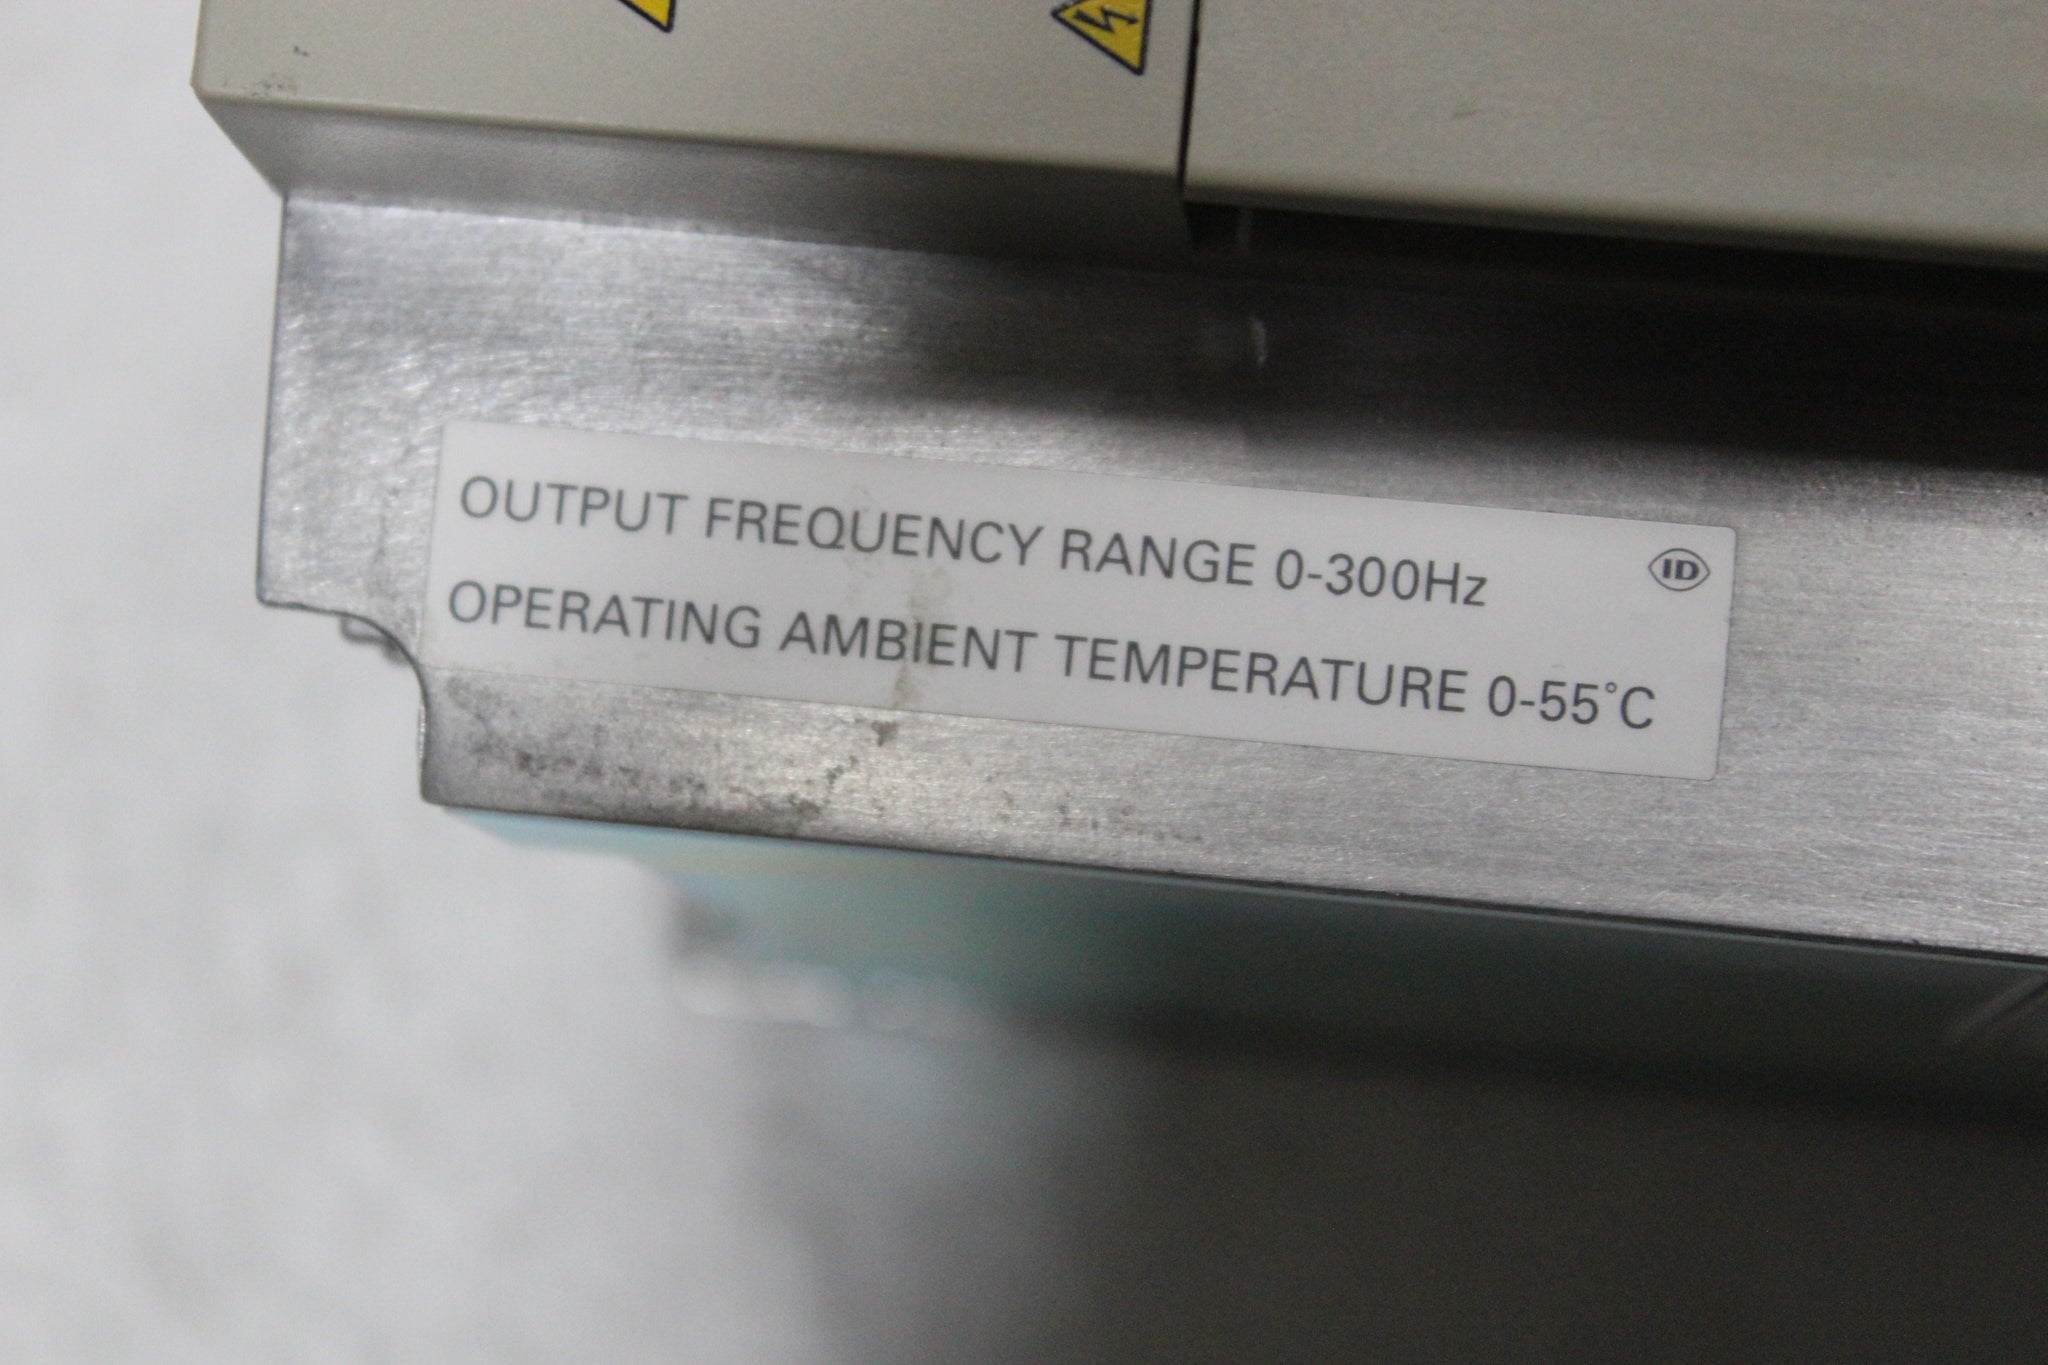 OUTPUT FREQUENCY RANGE 0-300Hz
ID
OPERATING AMBIENT TEMPERATURE 0-55°C